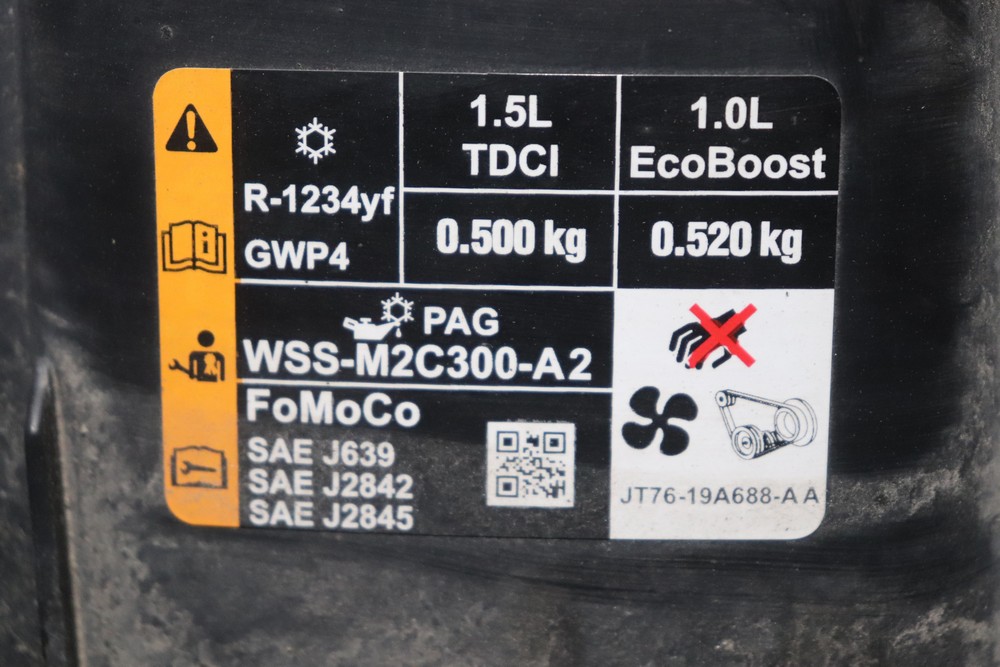 R-1234yf
GWP4
1.5L
TDCI
1.0L
EcoBoost
0.500 kg
0.520 kg
PAG
WSS-M2C300-A2
FoMoCo
SAE J639
SAE J2842
SAE J2845
JT76-19A688-AA